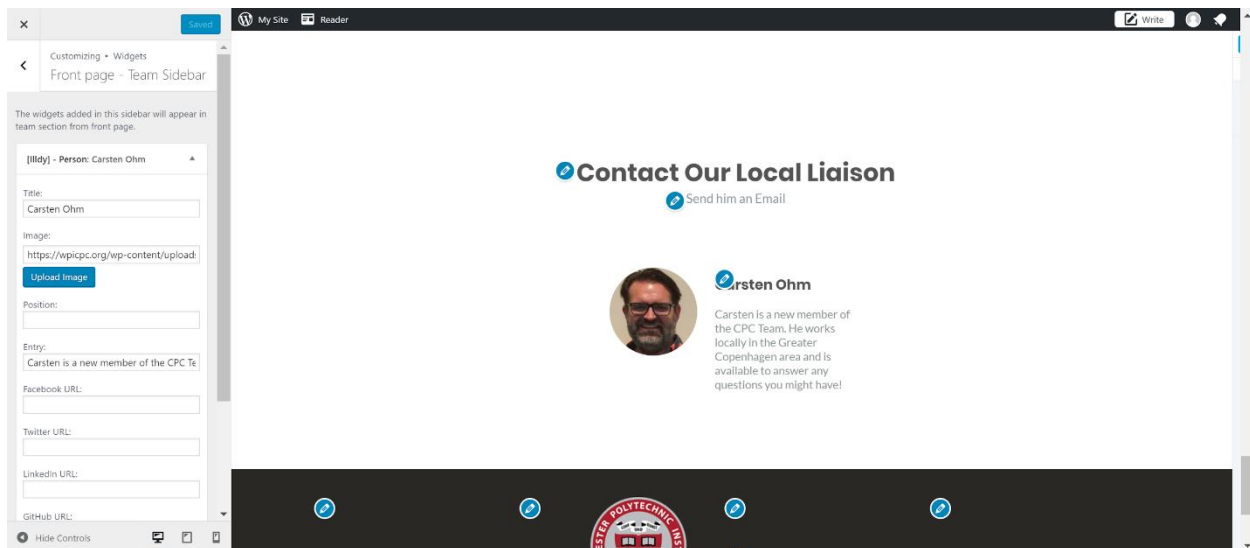 Saved
My Site
Reader
Write
Customizing • Widgets
Front page - Team Sidebar
The widgets added in this sidebar will appear in
team section from front page.
[Illdy] - Person: Carsten Ohm
Title:
Carsten Ohm
Image:
https://wpicpc.org/wp-content/upload
Upload Image
Position:
Entry:
Carsten is a new member of the CPC Te
Facebook URL:
Twitter URL:
LinkedIn URL:
GitHub URL:
Hide Controls
Contact Our Local Liaison
Send him an Email
Carsten Ohm
Carsten is a new member of
the CPC Team. He works
locally in the Greater
Copenhagen area and is
available to answer any
questions you might have!
POLYTECHNIC